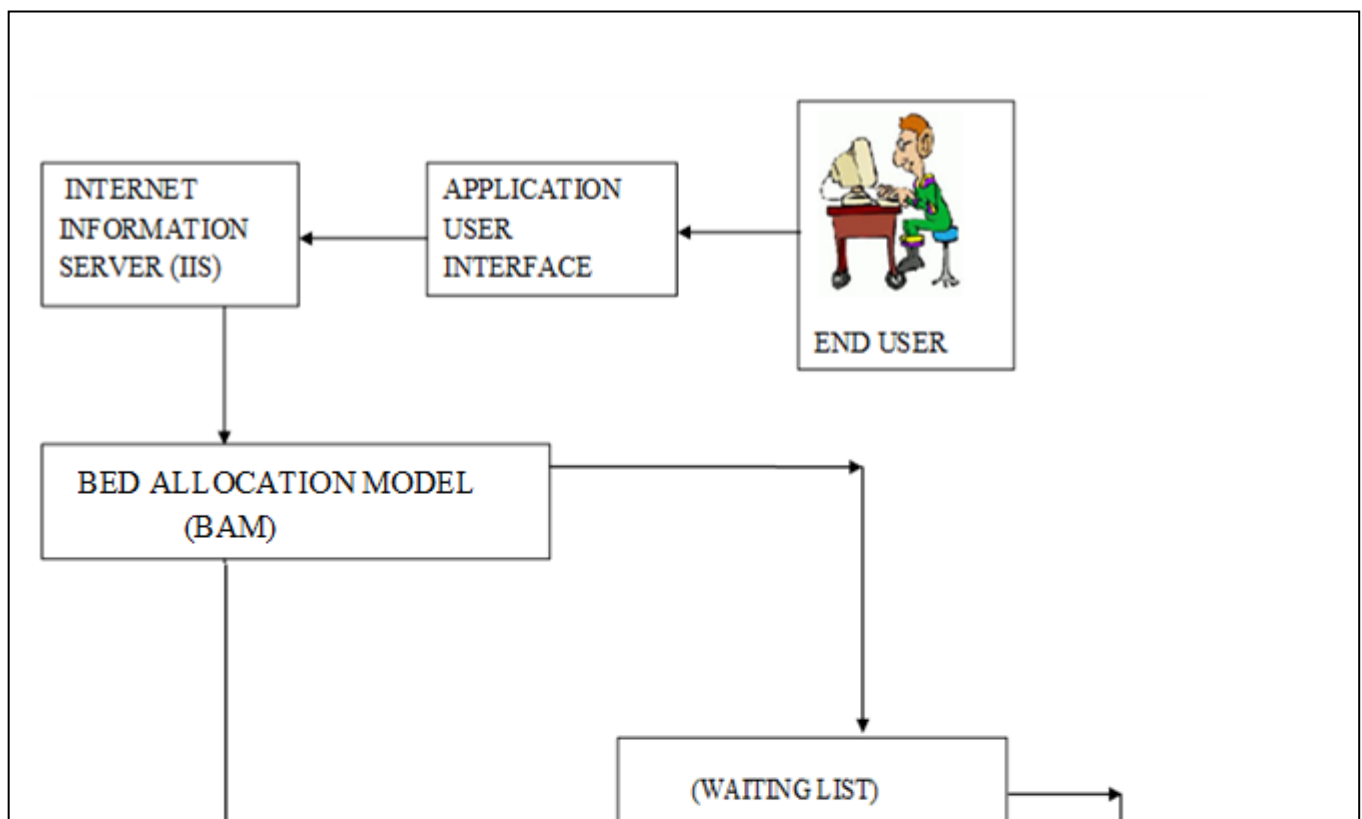 INTERNET
INFORMATION
SERVER (IIS)
APPLICATION
USER
INTERFACE
END USER
BED ALLOCATION MODEL
(BAM)
(WAITING LIST)